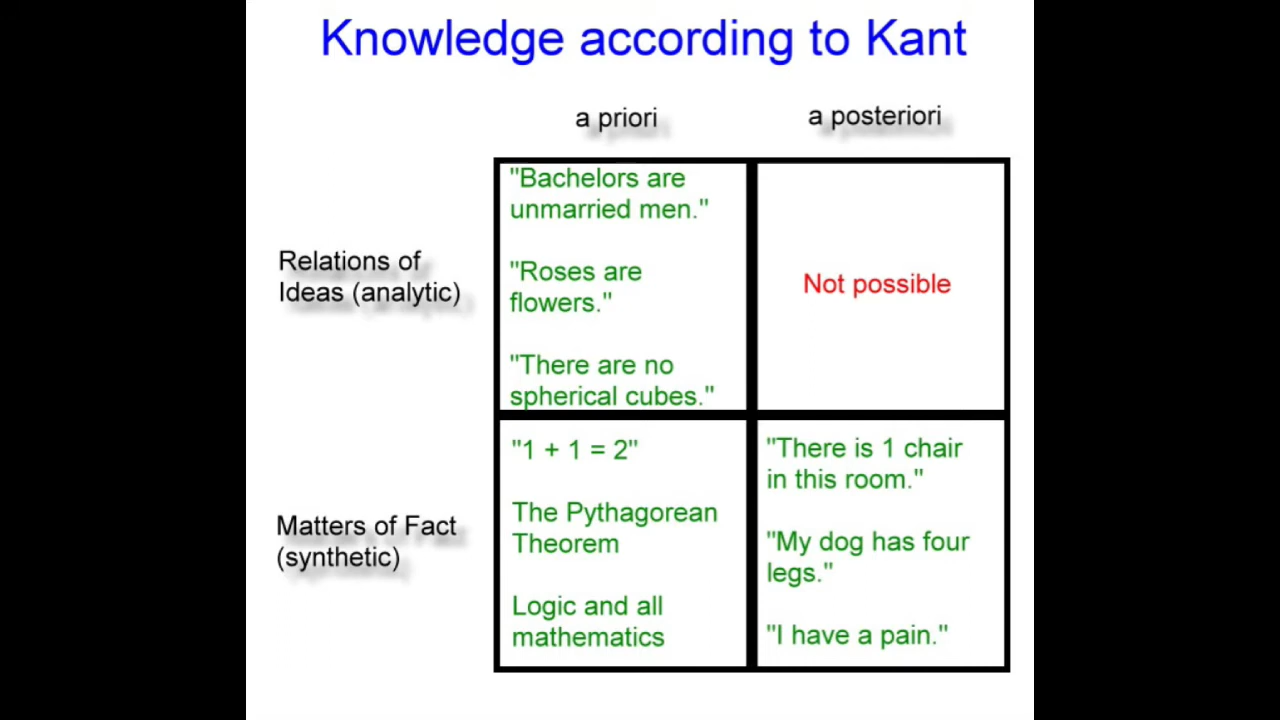 Knowledge according to Kant
a priori
a posteriori
Relations of
Ideas (analytic)
"Bachelors are
unmarried men."
"Roses are
flowers."
"There are no
spherical cubes."
Not possible
Matters of Fact
(synthetic)
"1 + 1 = 2"
The Pythagorean
Theorem
Logic and all
mathematics
"There is 1 chair
in this room."
"My dog has four
legs."
"I have a pain."